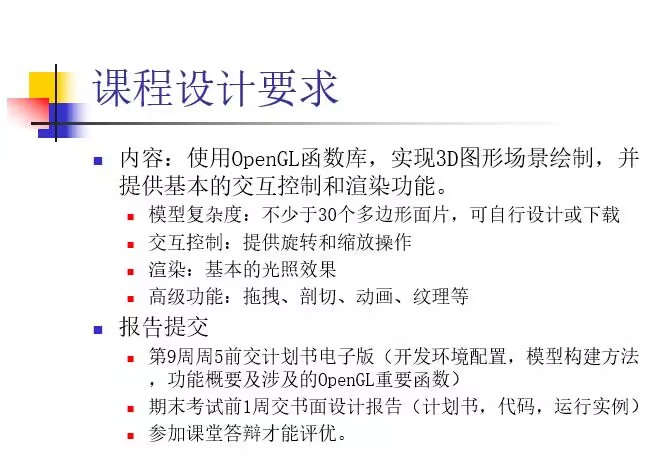 课程设计要求
内容：使用OpenGL函数库，实现3D图形场景绘制，并
提供基本的交互控制和渲染功能。
模型复杂度：不少于30个多边形面片，可自行设计或下载
交互控制：提供旋转和缩放操作
渲染：基本的光照效果
高级功能：拖拽、剖切、动画、纹理等
报告提交
第9周周5前交计划书电子版（开发环境配置，模型构建方法
，功能概要及涉及的OpenGL重要函数）
期末考试前1周交书面设计报告（计划书，代码，运行实例）
参加课堂答辩才能评优。